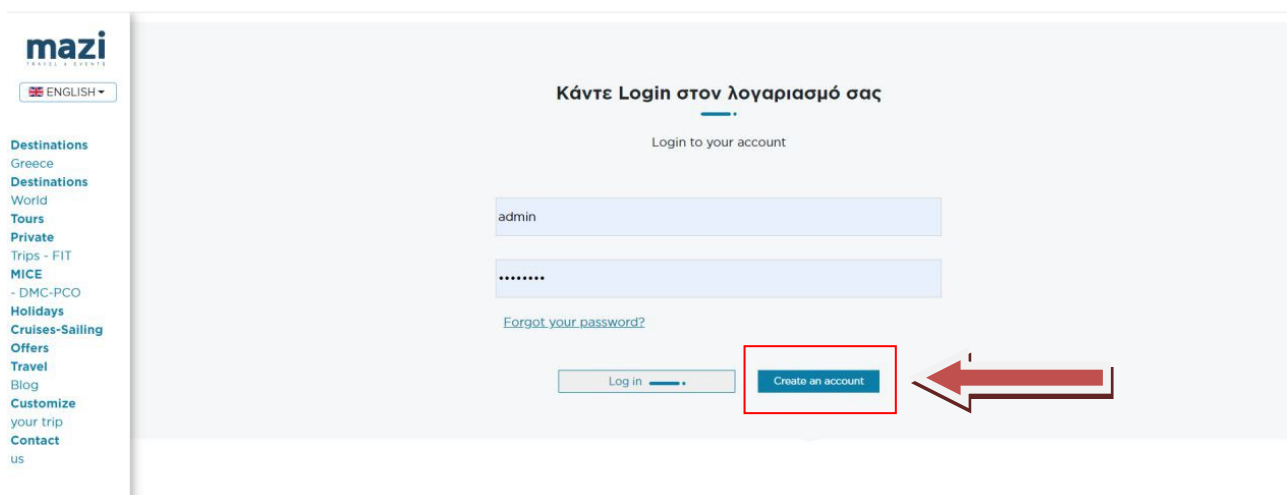 mazi
TRAVEL & EVENTS
ENGLISH
Destinations
Greece
Destinations
World
Tours
Private
Trips - FIT
MICE
- DMC-PCO
Holidays
Cruises-Sailing
Offers
Travel
Blog
Customize
your trip
Contact
us
Κάντε Login στον λογαριασμό σας
Login to your account
admin
••••••••
Forgot your password?
Log in
Create an account